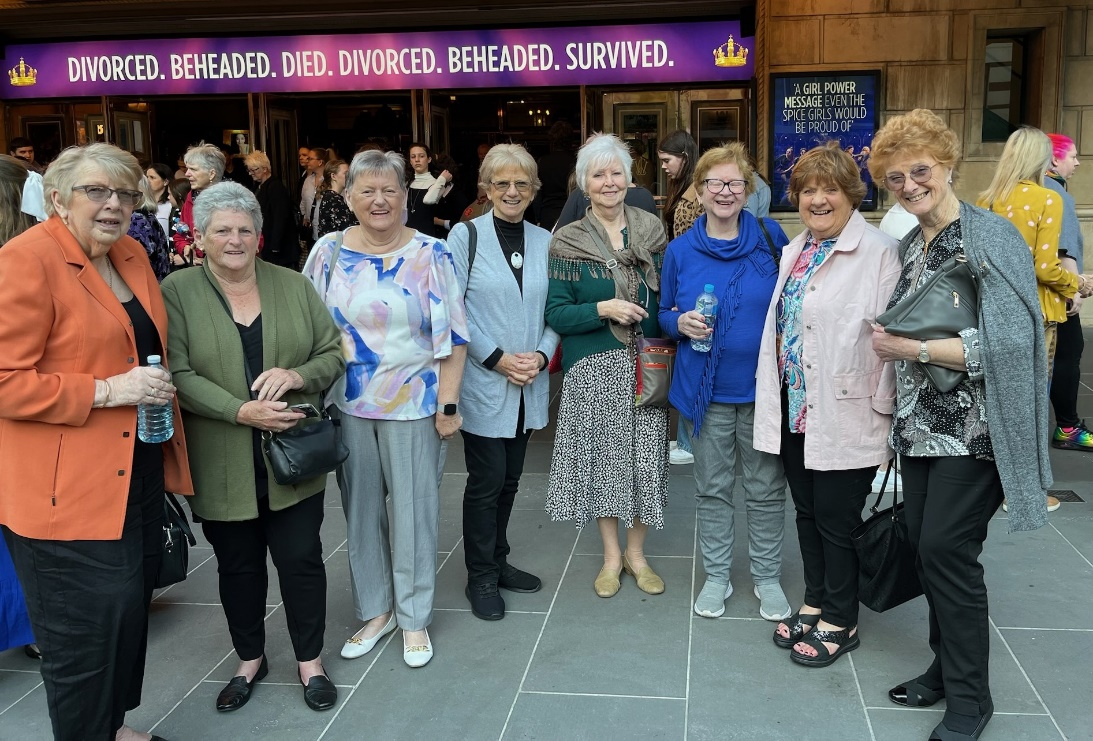 DIVORCED. BEHEADED. DIED. DIVORCED. BEHEADED. SURVIVED.
'A GIRL POWER
MESSAGE EVEN THE
SPICE GIRLS WOULD
BE PROUD OF'